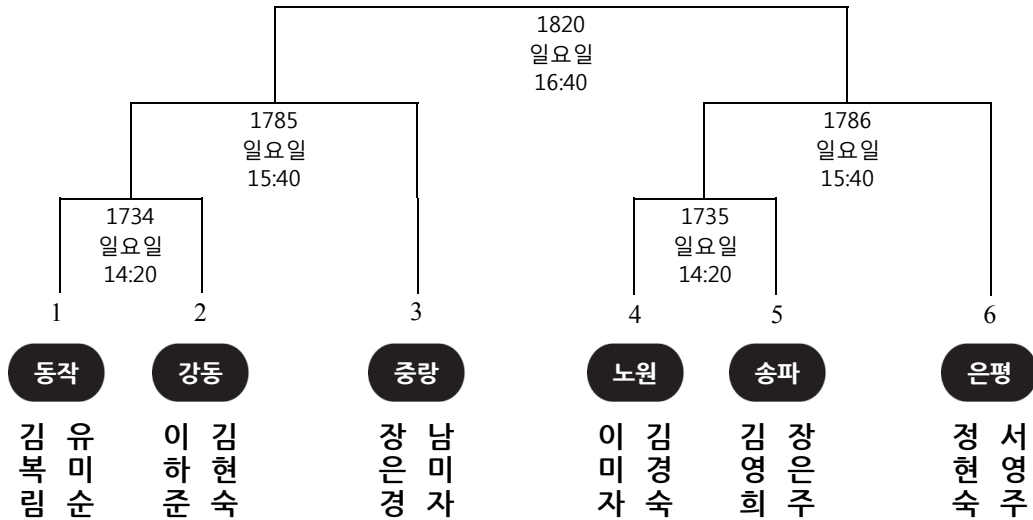 1820
일요일
16:40
1785
일요일
15:40
1786
일요일
15:40
1734
일요일
14:20
1735
일요일
14:20
1
2
3
4
5
6
동작
강동
중랑
노원
송파
은평
김복림
유미순
이하준
김현숙
장은경
남미자
이미자
김경숙
김영희
장은주
정현숙
서영주